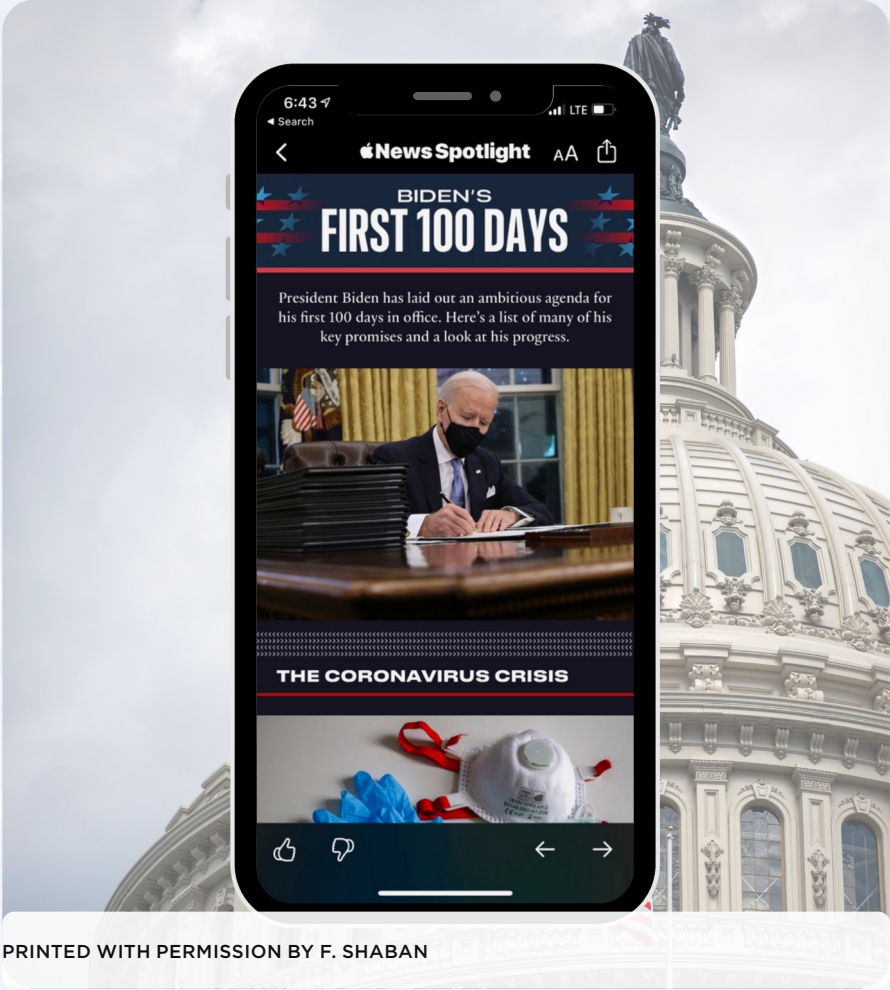 6:43
LTE
Search
News Spotlight
AA
BIDEN'S
FIRST 100 DAYS
President Biden has laid out an ambitious agenda for
his first 100 days in office. Here's a list of many of his
key promises and a look at his progress.
THE CORONAVIRUS CRISIS
PRINTED WITH PERMISSION BY F. SHABAN